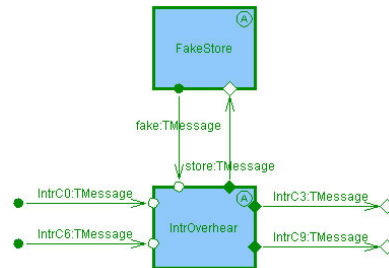 A
FakeStore
fake:TMessage
store:TMessage
IntrC0:TMessage
A
IntrC3:TMessage
IntrOverhear
IntrC6:TMessage
IntrC9:TMessage